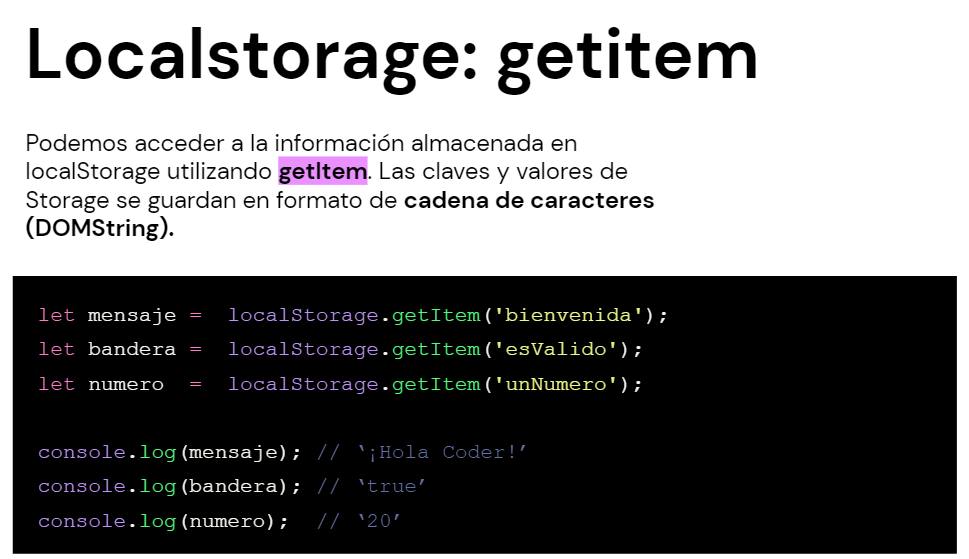 Localstorage: getitem
Podemos acceder a la información almacenada en
localStorage utilizando getItem. Las claves y valores de
Storage se guardan en formato de cadena de caracteres
(DOMString).
let mensaje =  localStorage.getItem('bienvenida');
let bandera =  localStorage.getItem('esValido');
let numero  =  localStorage.getItem('unNumero');
console.log(mensaje); // ‘¡Hola Coder!’
console.log(bandera); // ‘true’
console.log(numero);  // ‘20’